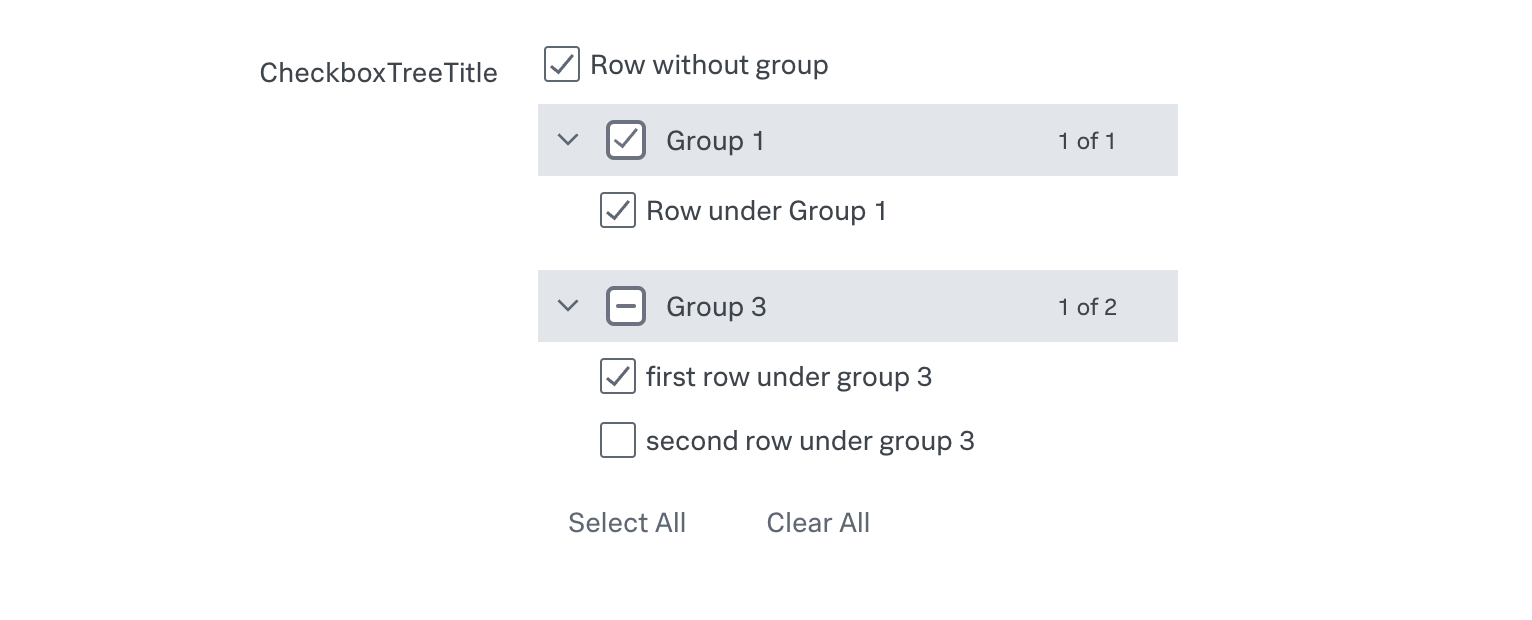 CheckboxTreeTitle
Row without group
Group 1 1 of 1
Row under Group 1
Group 3 1 of 2
first row under group 3
second row under group 3
Select All Clear All